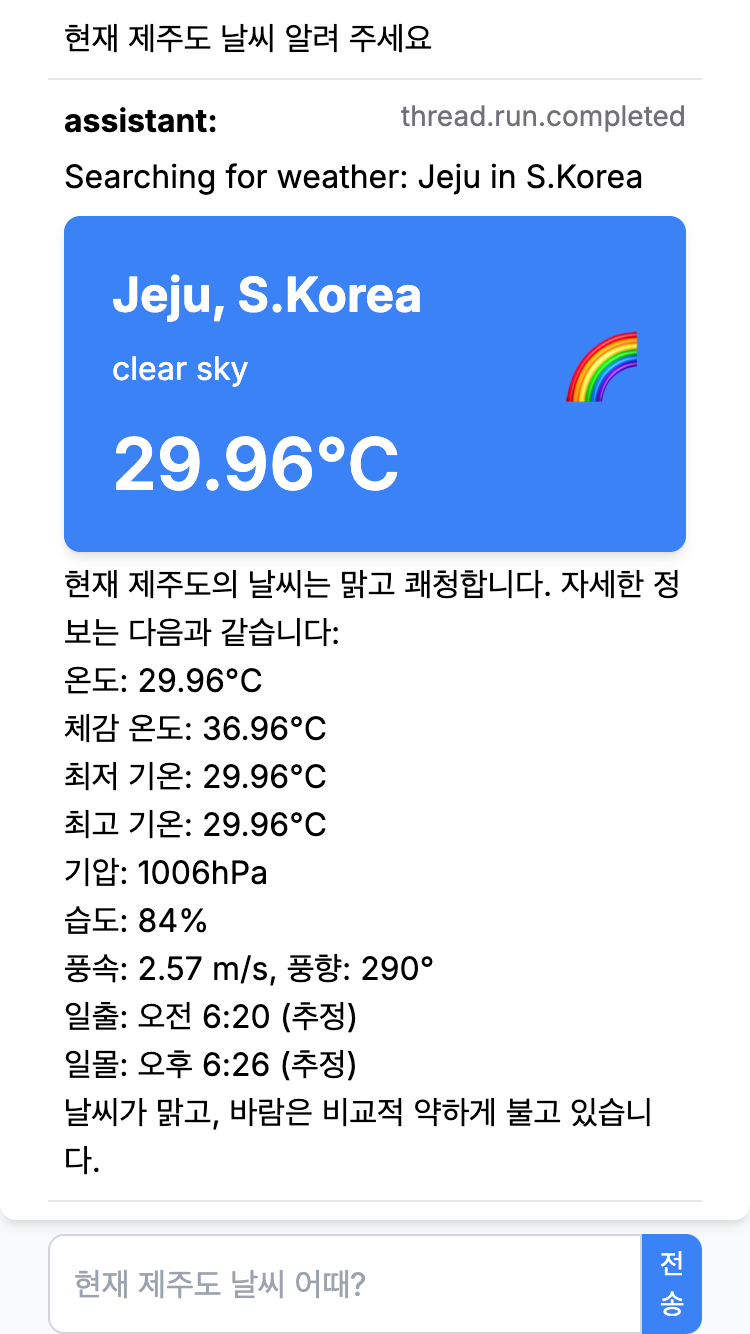 현재 제주도 날씨 알려 주세요
assistant:
thread.run.completed
Searching for weather: Jeju in S.Korea
Jeju, S.Korea
clear sky
29.96°C
현재 제주도의 날씨는 맑고 쾌청합니다. 자세한 정
보는 다음과 같습니다:
온도: 29.96°C
체감 온도: 36.96°C
최저 기온: 29.96°C
최고 기온: 29.96°C
기압: 1006hPa
습도: 84%
풍속: 2.57 m/s, 풍향: 290°
일출: 오전 6:20 (추정)
일몰: 오후 6:26 (추정)
날씨가 맑고, 바람은 비교적 약하게 불고 있습니
다.
현재 제주도 날씨 어때?
전
송